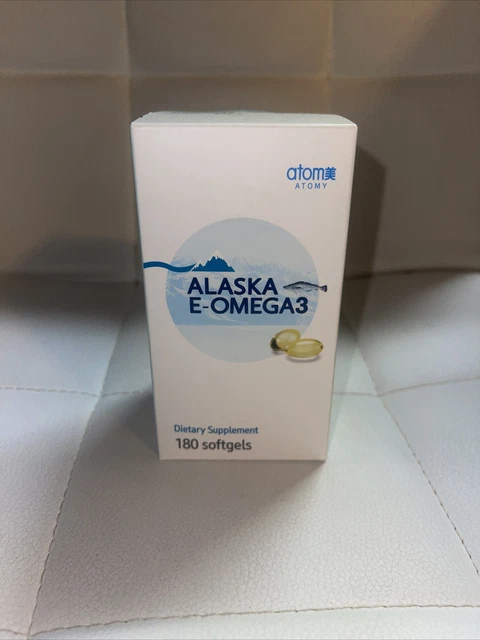 atom美
ATOMY
ALASKA
E-OMEGA3
Dietary Supplement
180 softgels